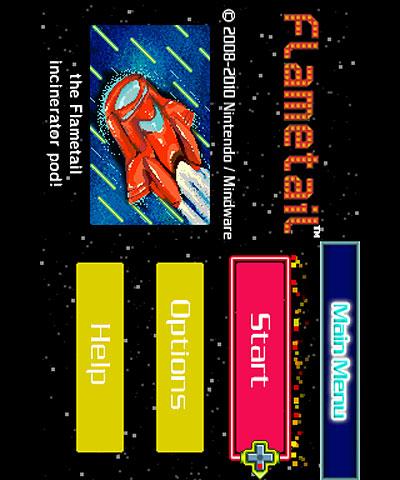 Main Menu
Flametail™
© 2008-2010 Nintendo / Mindware
the Flametail
incinerator pod!
Start
Options
Help